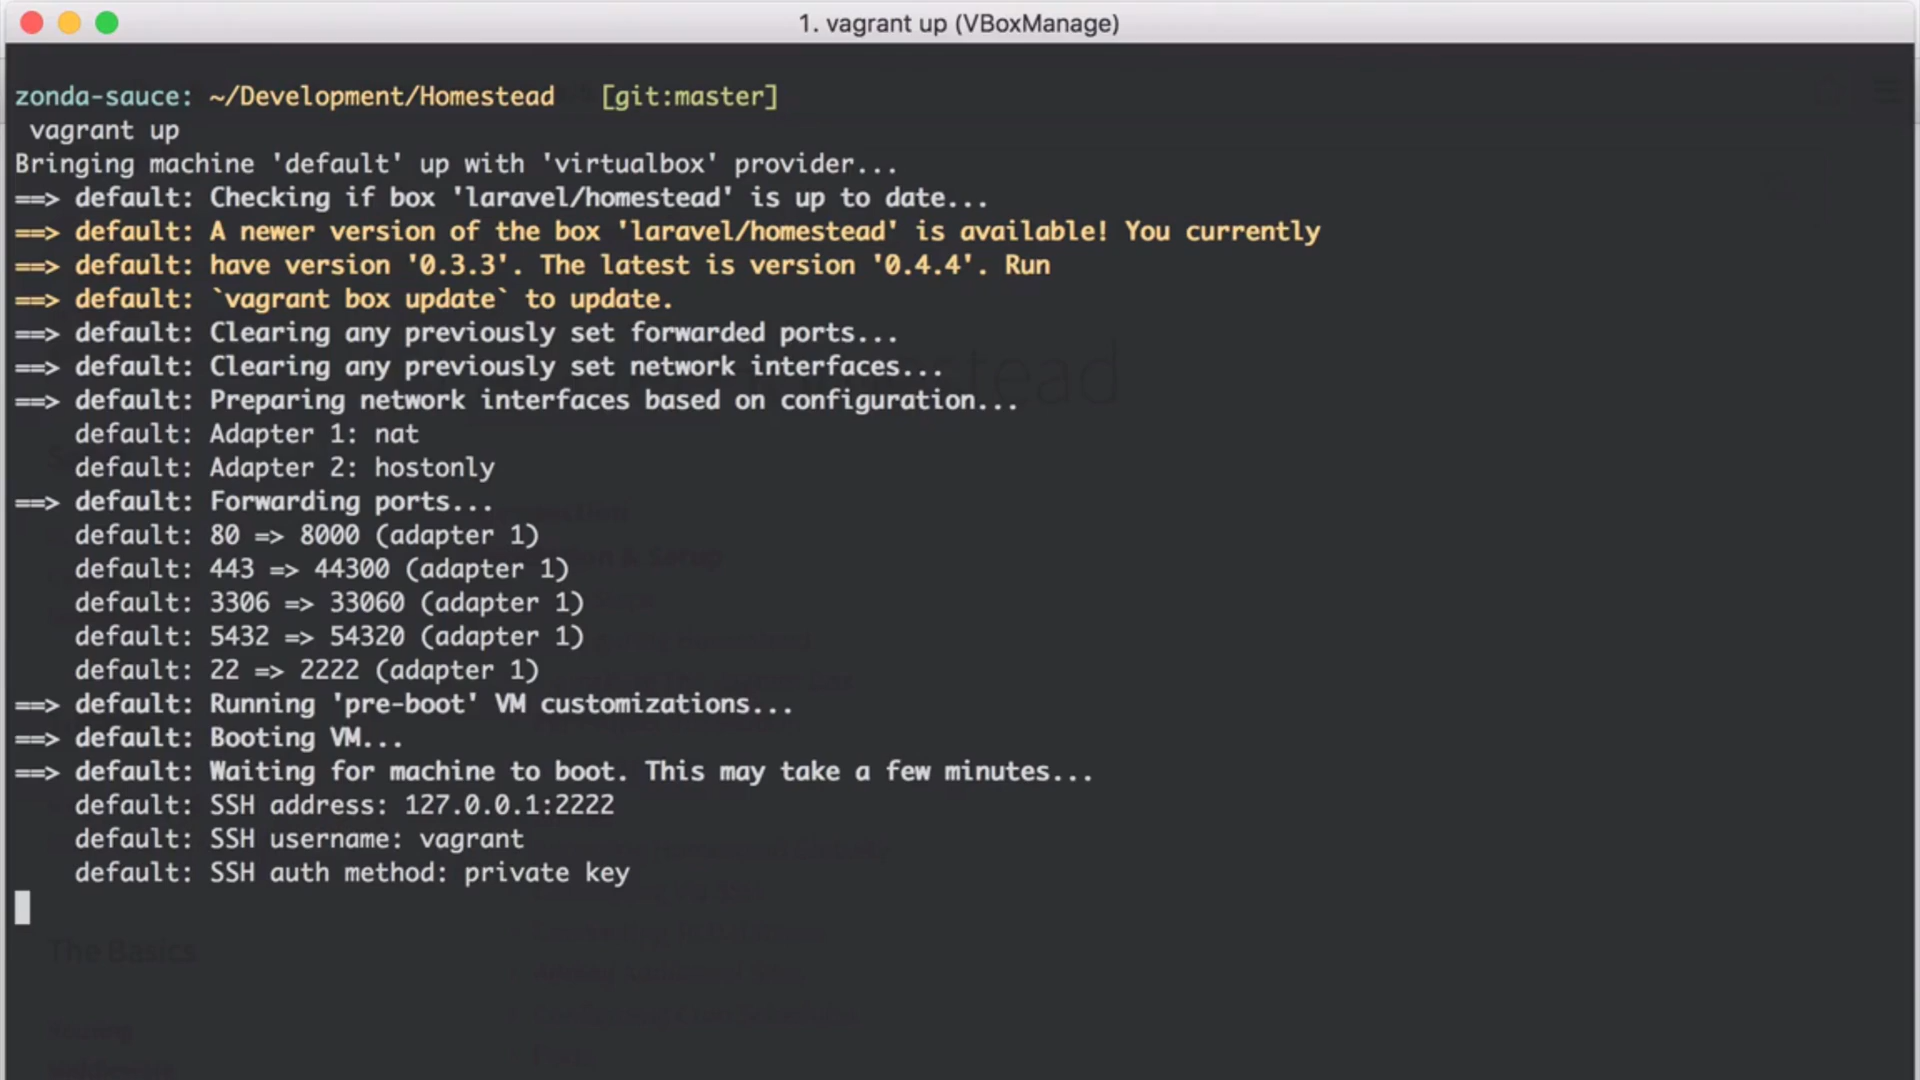 1. vagrant up (VBoxManage)
zonda-sauce: ~/Development/Homestead [git:master]
vagrant up
Bringing machine 'default' up with 'virtualbox' provider...
==> default: Checking if box 'laravel/homestead' is up to date...
==> default: A newer version of the box 'laravel/homestead' is available! You currently
==> default: have version '0.3.3'. The latest is version '0.4.4'. Run
==> default: `vagrant box update` to update.
==> default: Clearing any previously set forwarded ports...
==> default: Clearing any previously set network interfaces...
==> default: Preparing network interfaces based on configuration...
default: Adapter 1: nat
default: Adapter 2: hostonly
==> default: Forwarding ports...
default: 80 => 8000 (adapter 1)
default: 443 => 44300 (adapter 1)
default: 3306 => 33060 (adapter 1)
default: 5432 => 54320 (adapter 1)
default: 22 => 2222 (adapter 1)
==> default: Running 'pre-boot' VM customizations...
==> default: Booting VM...
==> default: Waiting for machine to boot. This may take a few minutes...
default: SSH address: 127.0.0.1:2222
default: SSH username: vagrant
default: SSH auth method: private key
The Basics